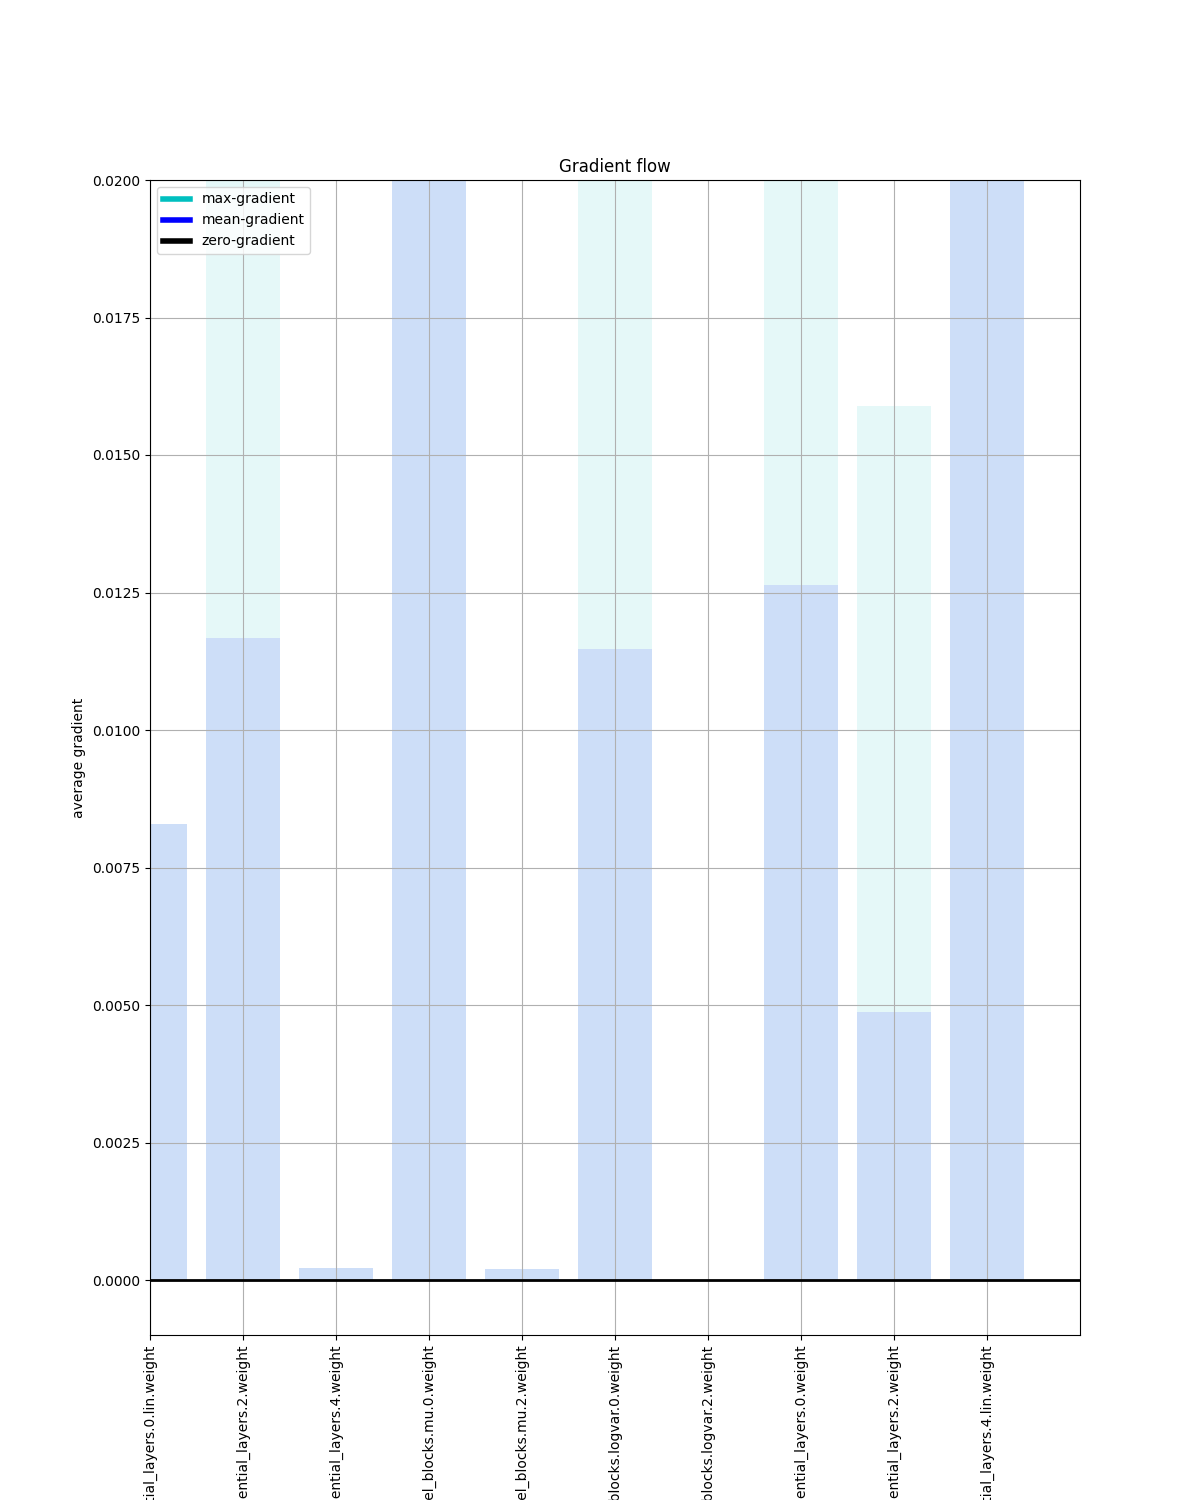 Gradient flow
max-gradient
mean-gradient
zero-gradient
0.0200
0.0175
0.0150
0.0125
0.0100
0.0075
0.0050
0.0025
0.0000
average gradient
tial_layers.0.lin.weight
ential_layers.2.weight
ential_layers.4.weight
el_blocks.mu.0.weight
el_blocks.mu.2.weight
blocks.logvar.0.weight
blocks.logvar.2.weight
ential_layers.0.weight
ential_layers.2.weight
tial_layers.4.lin.weight